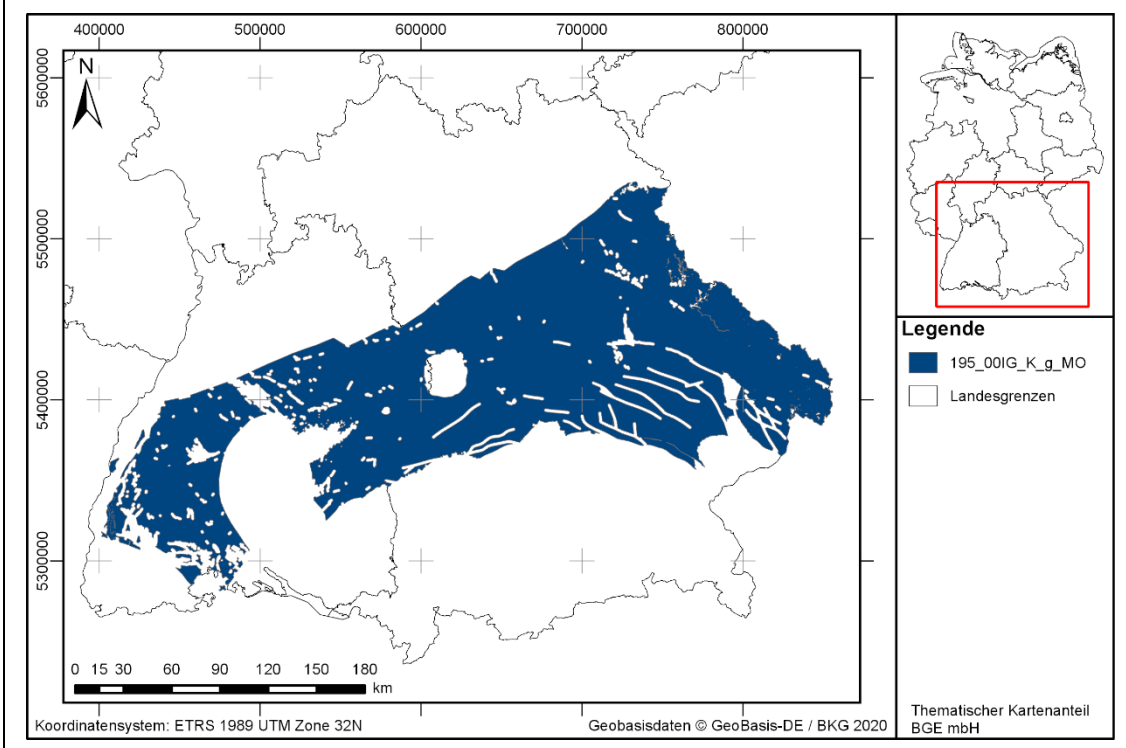 400000 500000 600000 700000 800000
5600000
5500000
5400000
5300000
N
0 15 30 60 90 120 150 180
km
Koordinatensystem: ETRS 1989 UTM Zone 32N
Geobasisdaten © GeoBasis-DE / BKG 2020
Legende
195_00IG_K_g_MO
Landesgrenzen
Thematischer Kartenanteil
BGE mbH